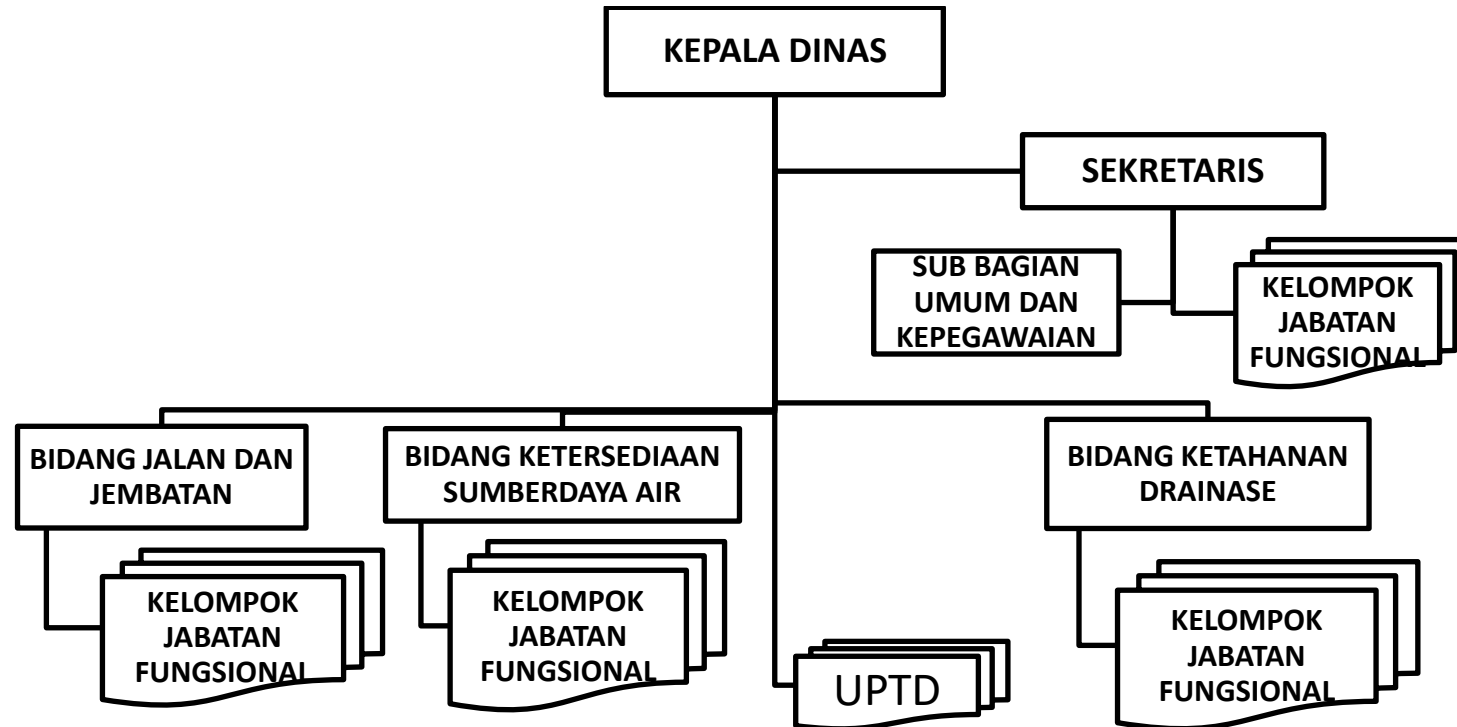 KEPALA DINAS
SEKRETARIS
SUB BAGIAN
UMUM DAN
KEPEGAWAIAN
KELOMPOK
JABATAN
FUNGSIONAL
BIDANG JALAN DAN
JEMBATAN
BIDANG KETERSEDIAAN
SUMBERDAYA AIR
BIDANG KETAHANAN
DRAINASE
KELOMPOK
JABATAN
FUNGSIONAL
KELOMPOK
JABATAN
FUNGSIONAL
UPTD
KELOMPOK
JABATAN
FUNGSIONAL